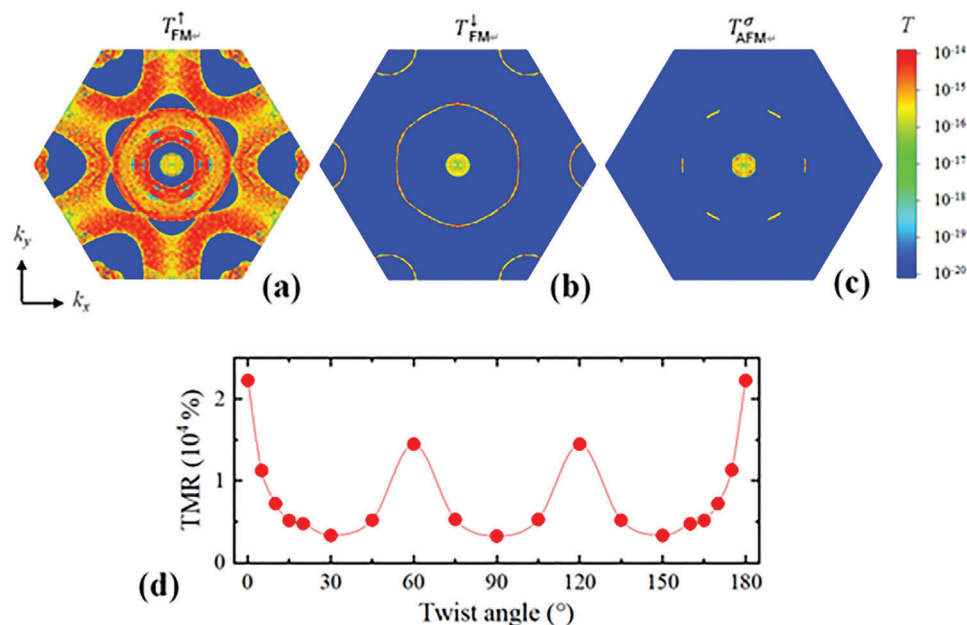 T↑FM↵ T↓FM↵ TσAFM↵ T
10⁻¹⁴
10⁻¹⁵
10⁻¹⁶
10⁻¹⁷
10⁻¹⁸
10⁻¹⁹
10⁻²⁰
ky
kx
(a) (b) (c)
TMR (10⁴ %)
2
1
0
0 30 60 90 120 150 180
Twist angle (°)
(d)